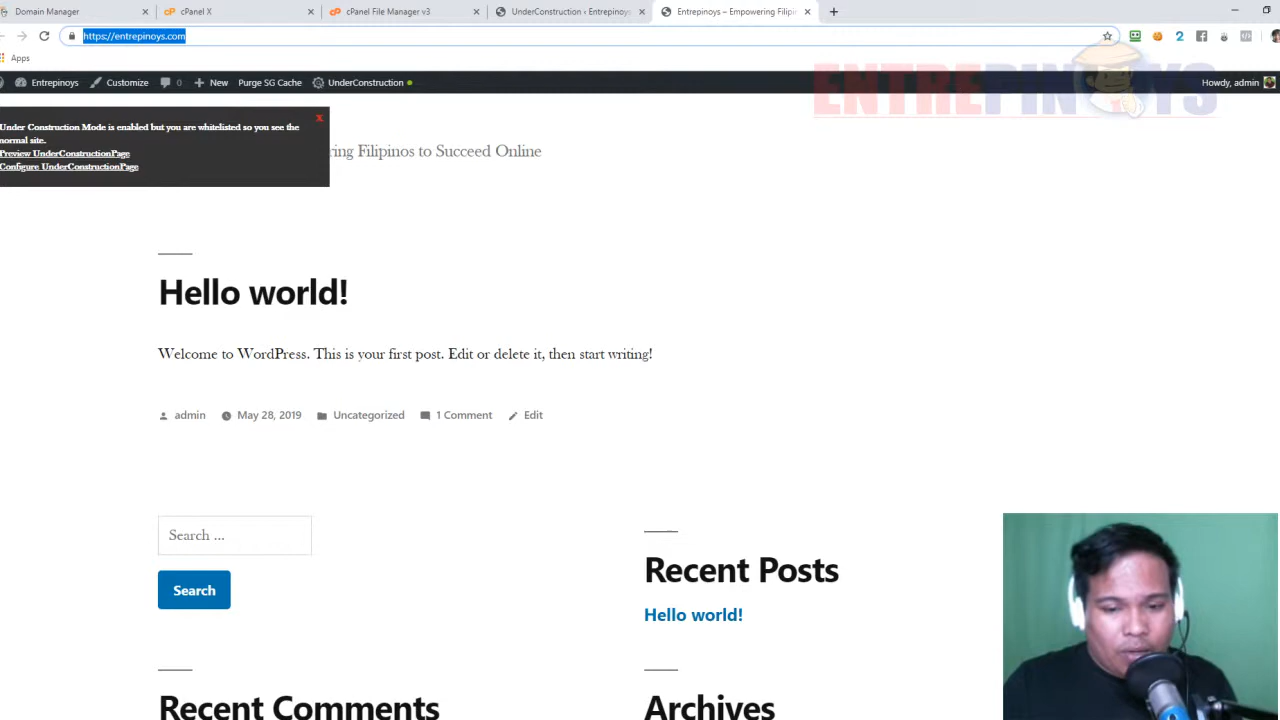 Domain Manager
cPanel X
cPanel File Manager v3
UnderConstruction ‹ Entrepinoys
Entrepinoys – Empowering Filipi
https://entrepinoys.com
2
Apps
Entrepinoys
Customize
0
New
Purge SG Cache
UnderConstruction
Howdy, admin
ENTREPINOYS
x
Under Construction Mode is enabled but you are whitelisted so you see the
normal site.
Preview UnderConstructionPage
Configure UnderConstructionPage
ring Filipinos to Succeed Online
Hello world!
Welcome to WordPress. This is your first post. Edit or delete it, then start writing!
admin
May 28, 2019
Uncategorized
1 Comment
Edit
Search ...
Search
Recent Posts
Hello world!
Recent Comments
Archives